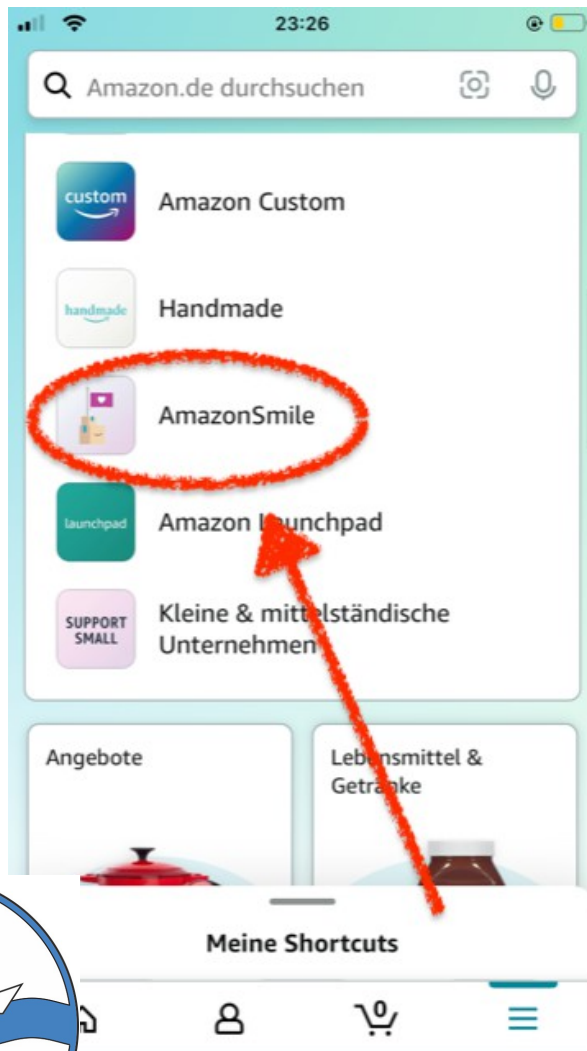 23:26
Amazon.de durchsuchen
custom
Amazon Custom
handmade
Handmade
AmazonSmile
launchpad
Amazon Launchpad
SUPPORT
SMALL
Kleine & mittelständische
Unternehmen
Angebote
Lebensmittel &
Getränke
Meine Shortcuts
0